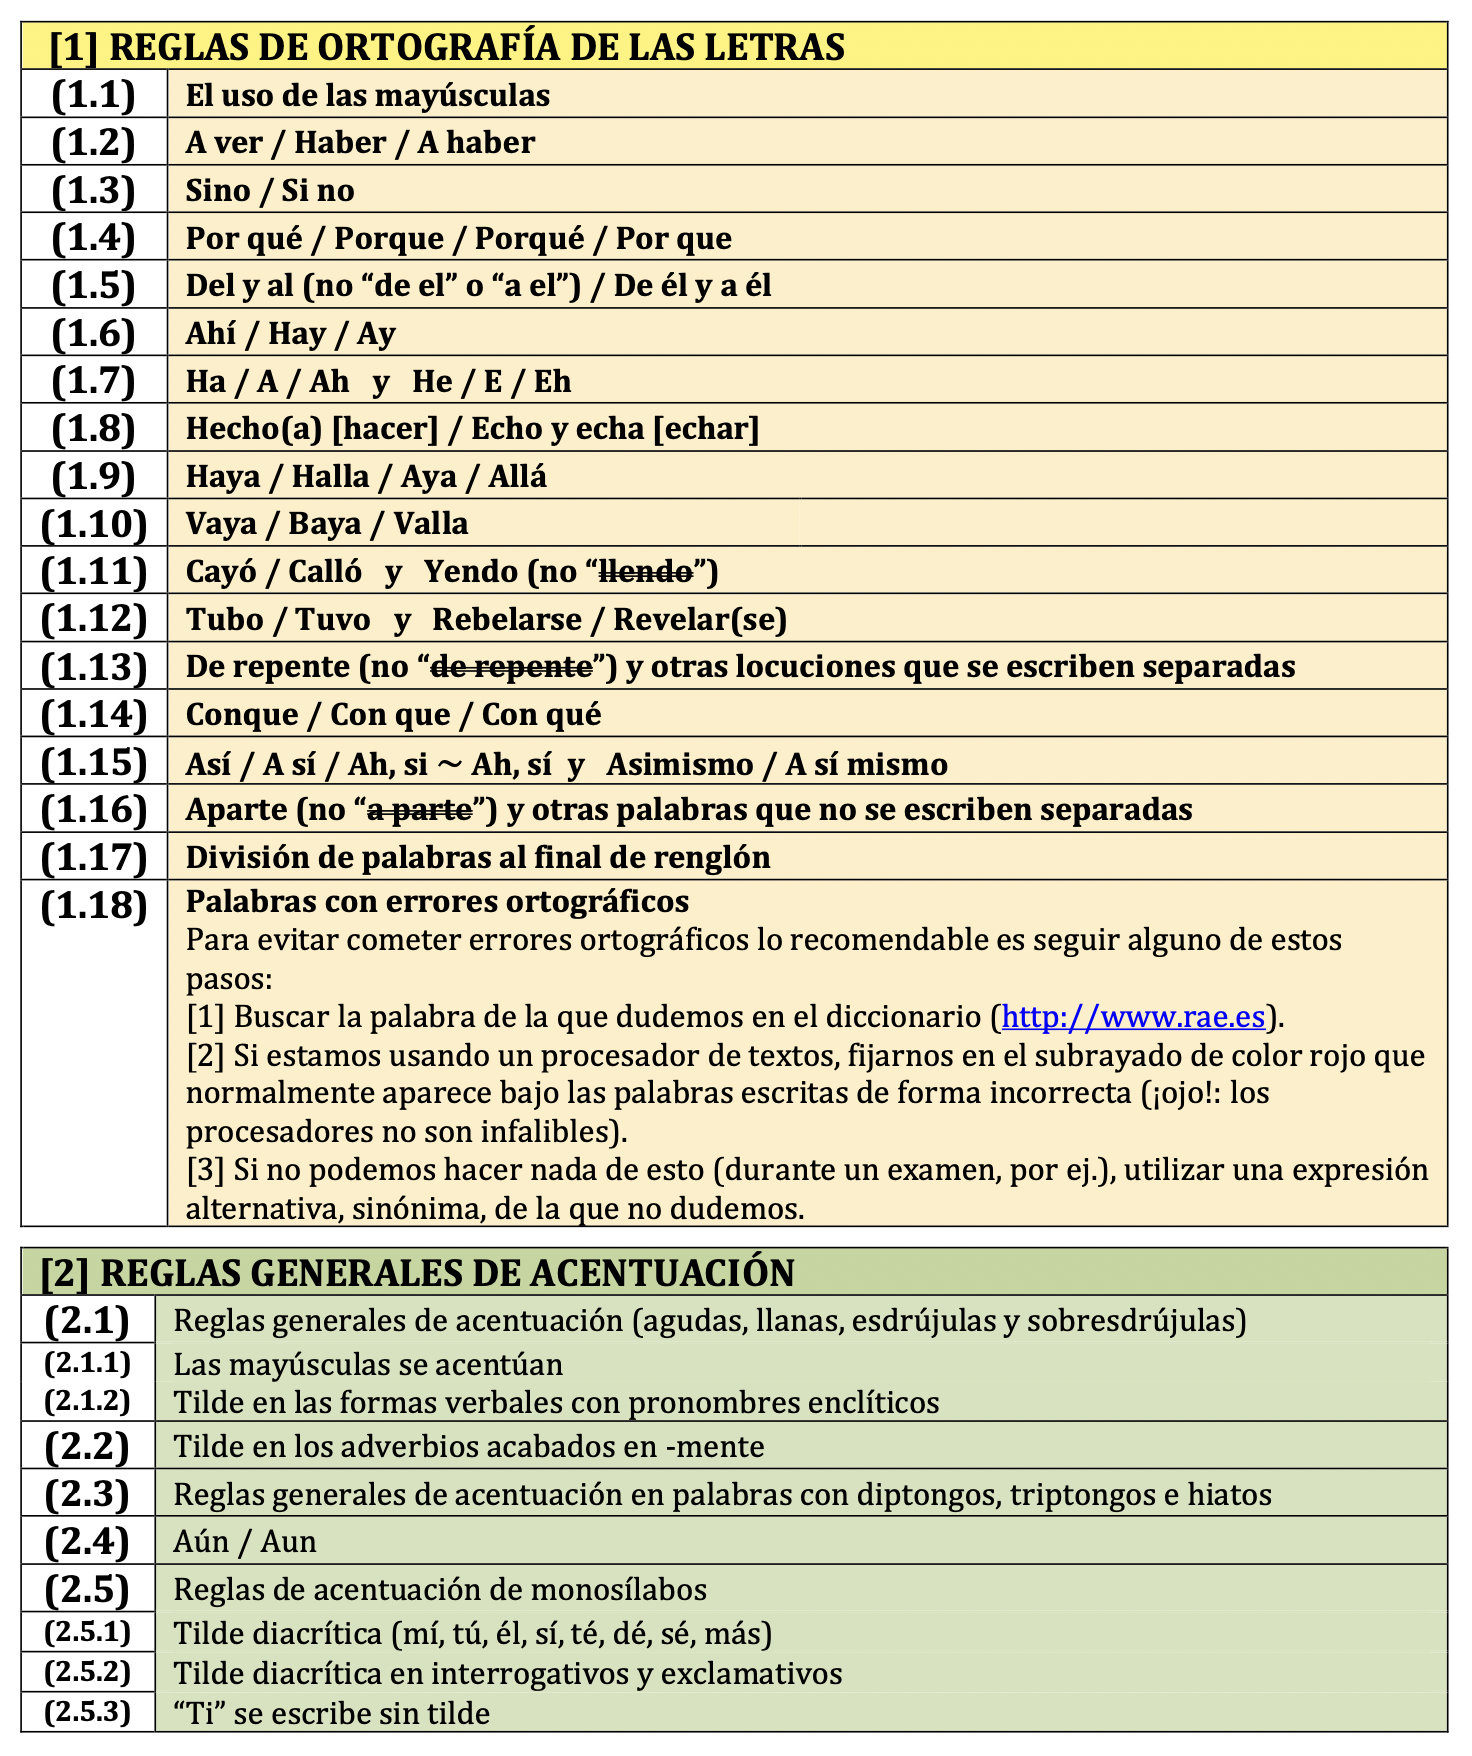 [1] REGLAS DE ORTOGRAFÍA DE LAS LETRAS
(1.1) El uso de las mayúsculas
(1.2) A ver / Haber / A haber
(1.3) Sino / Si no
(1.4) Por qué / Porque / Porqué / Por que
(1.5) Del y al (no “de el” o “a el”) / De él y a él
(1.6) Ahí / Hay / Ay
(1.7) Ha / A / Ah y He / E / Eh
(1.8) Hecho(a) [hacer] / Echo y echa [echar]
(1.9) Haya / Halla / Aya / Allá
(1.10) Vaya / Baya / Valla
(1.11) Cayó / Calló y Yendo (no “llendo”)
(1.12) Tubo / Tuvo y Rebelarse / Revelar(se)
(1.13) De repente (no “de repente”) y otras locuciones que se escriben separadas
(1.14) Conque / Con que / Con qué
(1.15) Así / A sí / Ah, si ~ Ah, sí y Asimismo / A sí mismo
(1.16) Aparte (no “a parte”) y otras palabras que no se escriben separadas
(1.17) División de palabras al final de renglón
(1.18) Palabras con errores ortográficos
Para evitar cometer errores ortográficos lo recomendable es seguir alguno de estos
pasos:
[1] Buscar la palabra de la que dudemos en el diccionario (http://www.rae.es).
[2] Si estamos usando un procesador de textos, fijarnos en el subrayado de color rojo que
normalmente aparece bajo las palabras escritas de forma incorrecta (¡ojo!: los
procesadores no son infalibles).
[3] Si no podemos hacer nada de esto (durante un examen, por ej.), utilizar una expresión
alternativa, sinónima, de la que no dudemos.
[2] REGLAS GENERALES DE ACENTUACIÓN
(2.1) Reglas generales de acentuación (agudas, llanas, esdrújulas y sobresdrújulas)
(2.1.1) Las mayúsculas se acentúan
(2.1.2) Tilde en las formas verbales con pronombres enclíticos
(2.2) Tilde en los adverbios acabados en -mente
(2.3) Reglas generales de acentuación en palabras con diptongos, triptongos e hiatos
(2.4) Aún / Aun
(2.5) Reglas de acentuación de monosílabos
(2.5.1) Tilde diacrítica (mí, tú, él, sí, té, dé, sé, más)
(2.5.2) Tilde diacrítica en interrogativos y exclamativos
(2.5.3) “Ti” se escribe sin tilde